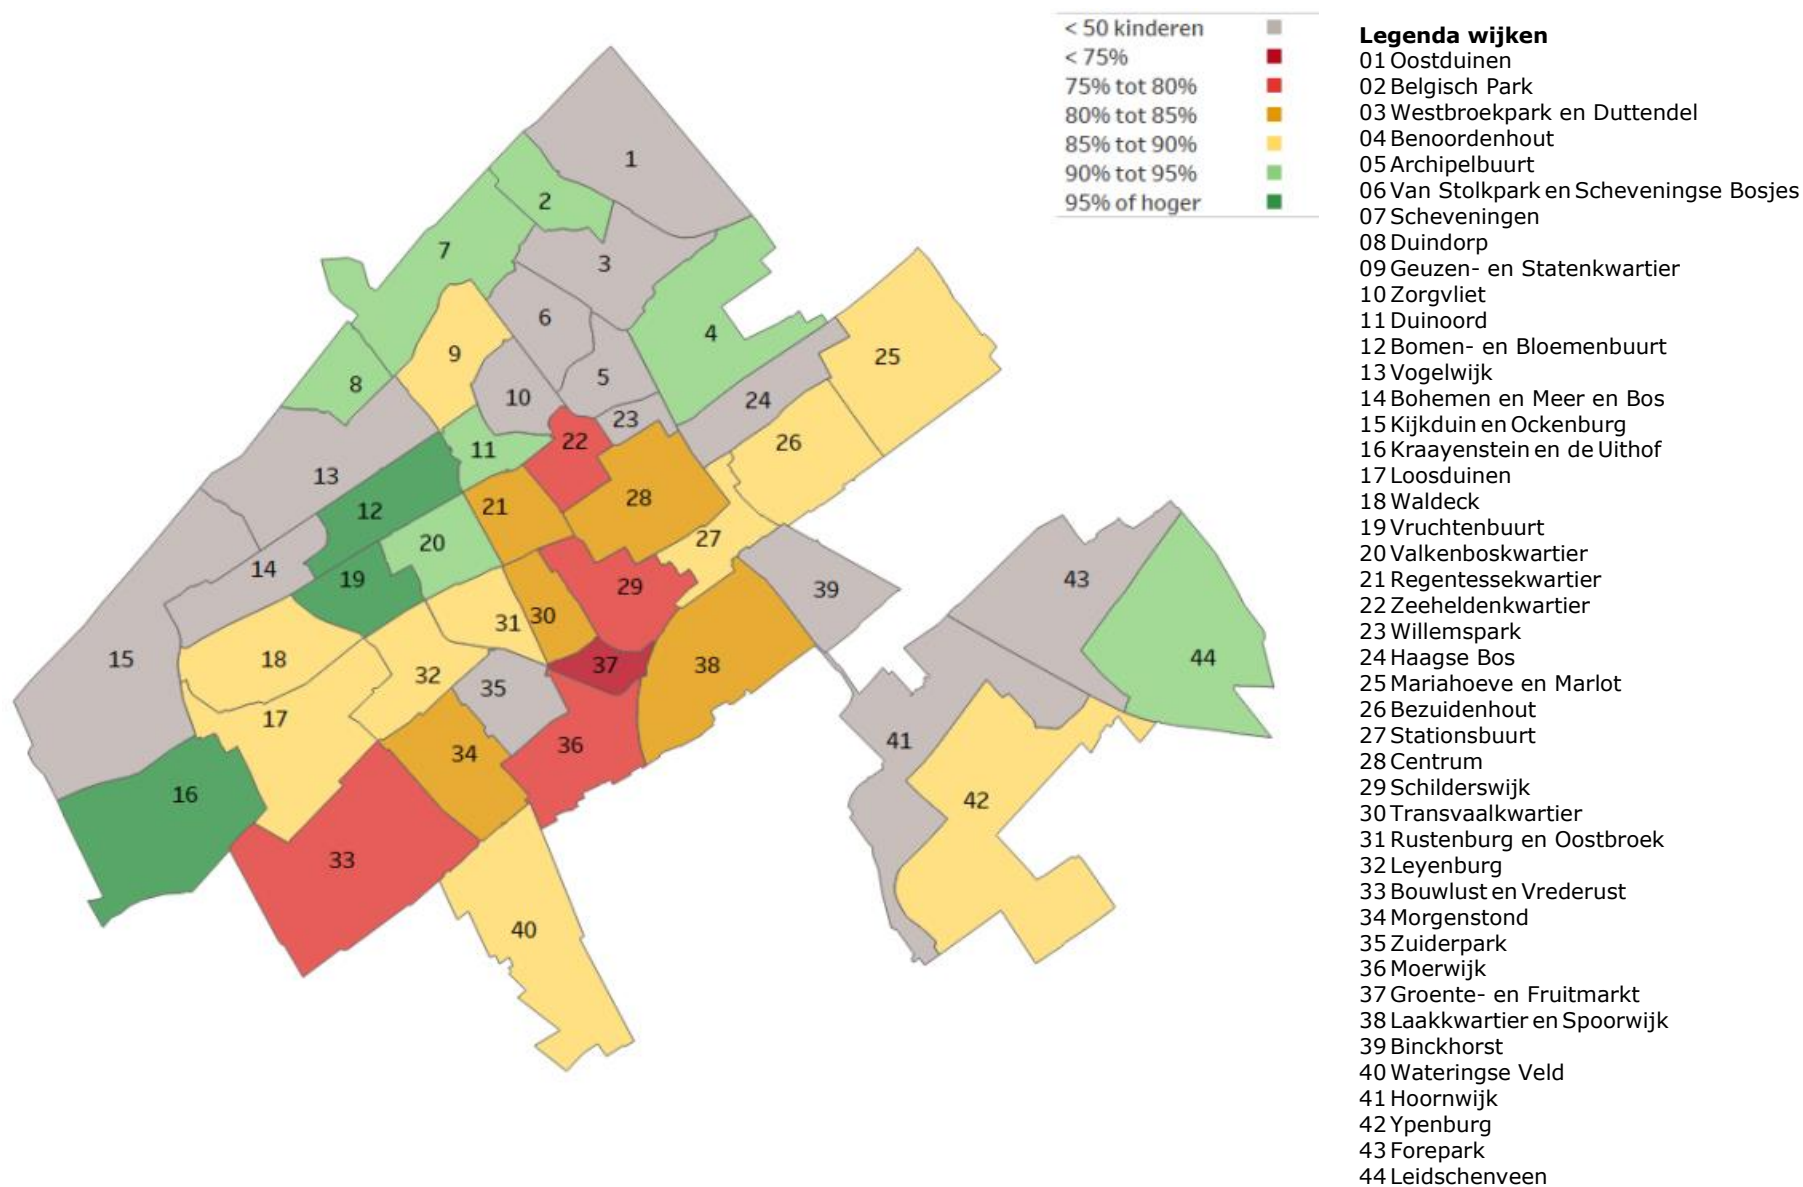 < 50 kinderen
< 75%
75% tot 80%
80% tot 85%
85% tot 90%
90% tot 95%
95% of hoger
Legenda wijken
01 Oostduinen
02 Belgisch Park
03 Westbroekpark en Duttendel
04 Benoordenhout
05 Archipelbuurt
06 Van Stolkpark en Scheveningse Bosjes
07 Scheveningen
08 Duindorp
09 Geuzen- en Statenkwartier
10 Zorgvliet
11 Duinoord
12 Bomen- en Bloemenbuurt
13 Vogelwijk
14 Bohemen en Meer en Bos
15 Kijkduin en Ockenburg
16 Kraayenstein en de Uithof
17 Loosduinen
18 Waldeck
19 Vruchtenbuurt
20 Valkenboskwartier
21 Regentessekwartier
22 Zeeheldenkwartier
23 Willemspark
24 Haagse Bos
25 Mariahoeve en Marlot
26 Bezuidenhout
27 Stationsbuurt
28 Centrum
29 Schilderswijk
30 Transvaalkwartier
31 Rustenburg en Oostbroek
32 Leyenburg
33 Bouwlust en Vrederust
34 Morgenstond
35 Zuiderpark
36 Moerwijk
37 Groente- en Fruitmarkt
38 Laakkwartier en Spoorwijk
39 Binckhorst
40 Wateringse Veld
41 Hoornwijk
42 Ypenburg
43 Forepark
44 Leidschenveen
1
2
7
3
6
4
9
25
8
5
10
24
23
22
11
26
13
28
21
12
27
20
14
19
43
29
39
30
31
15
18
44
37
38
32
35
17
41
36
34
16
42
33
40